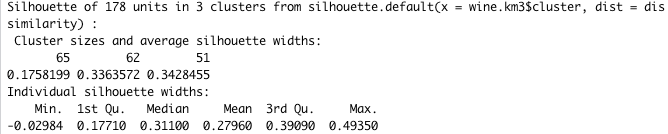 Silhouette of 178 units in 3 clusters from silhouette.default(x = wine.km3$cluster, dist = dis
similarity) :
 Cluster sizes and average silhouette widths:
       65        62        51
0.1758199 0.3363572 0.3428455
Individual silhouette widths:
    Min.  1st Qu.   Median     Mean  3rd Qu.     Max.
-0.02984  0.17710  0.31100  0.27960  0.39090  0.49350